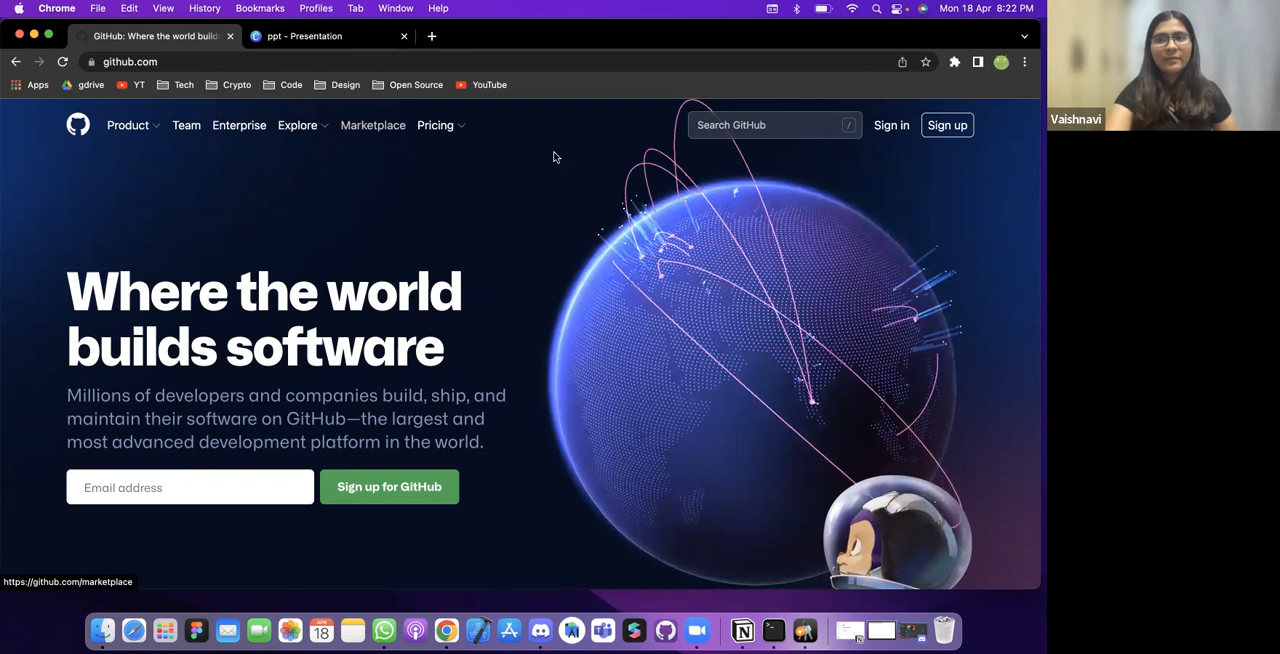 Chrome File Edit View History Bookmarks Profiles Tab Window Help Mon 18 Apr 8:22 PM
GitHub: Where the world build ppt - Presentation
github.com
Apps gdrive YT Tech Crypto Code Design Open Source YouTube
Product Team Enterprise Explore Marketplace Pricing Search GitHub / Sign in Sign up
Vaishnavi
Where the world
builds software
Millions of developers and companies build, ship, and
maintain their software on GitHub—the largest and
most advanced development platform in the world.
Email address Sign up for GitHub
https://github.com/marketplace
APR
18